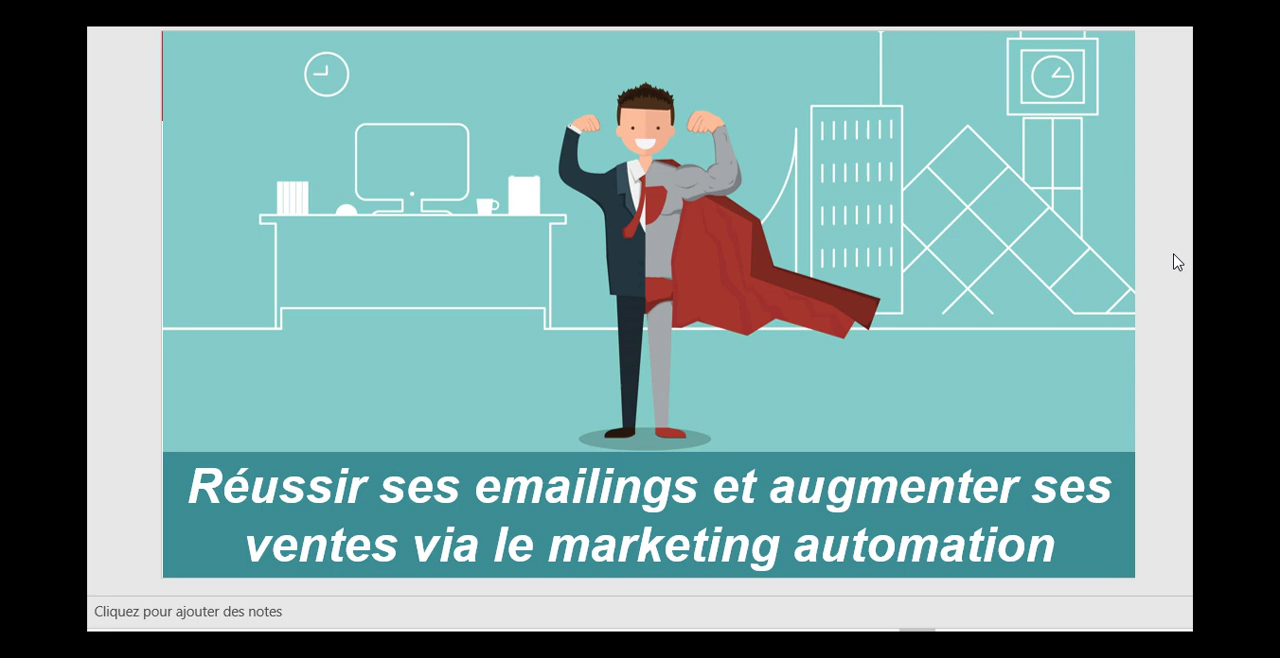 Réussir ses emailings et augmenter ses
ventes via le marketing automation
Cliquez pour ajouter des notes